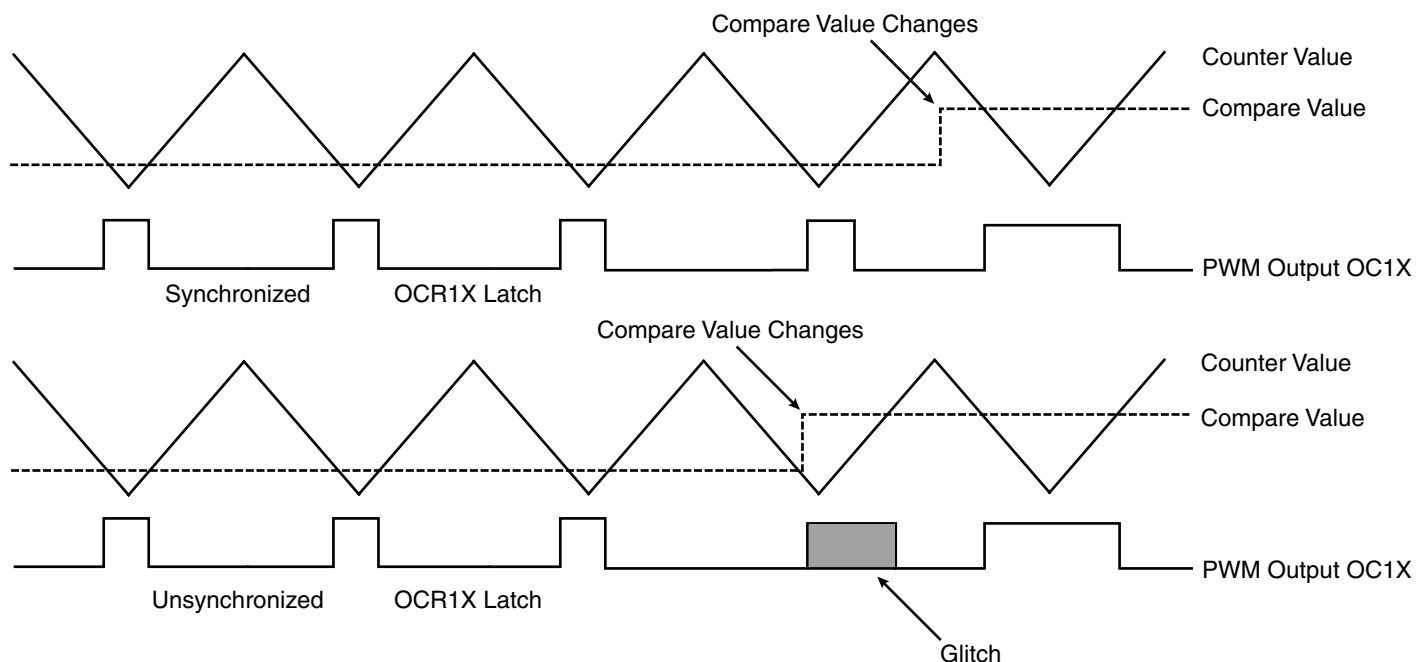 Compare Value Changes
Counter Value
Compare Value
PWM Output OC1X
Synchronized OCR1X Latch
Compare Value Changes
Counter Value
Compare Value
PWM Output OC1X
Unsynchronized OCR1X Latch
Glitch